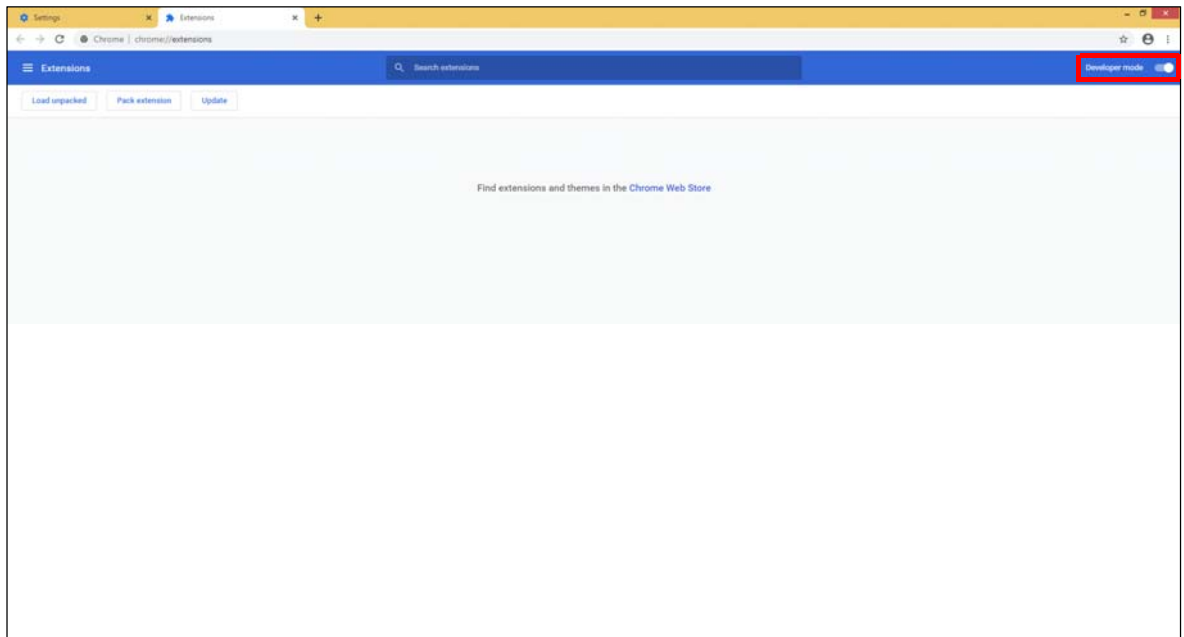 Settings
Extensions
Chrome | chrome://extensions
Extensions
Search extensions
Developer mode
Load unpacked
Pack extension
Update
Find extensions and themes in the Chrome Web Store